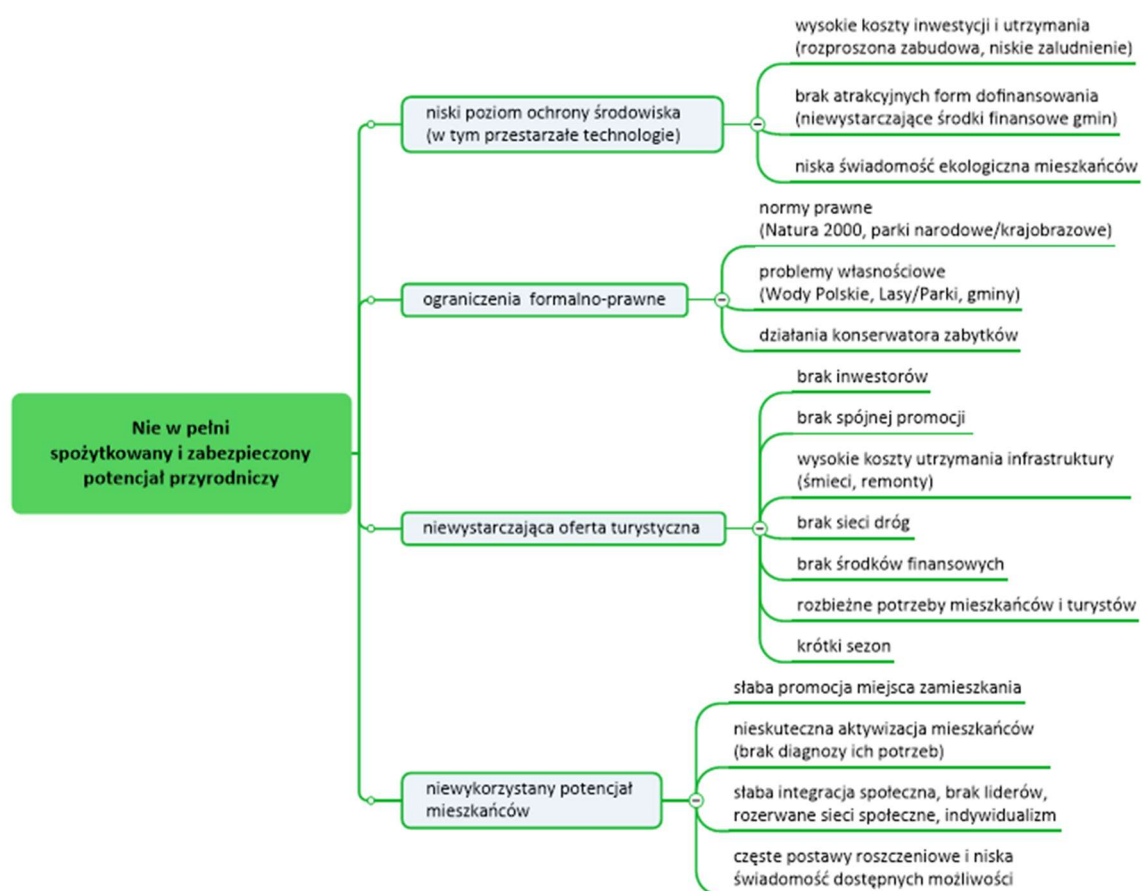 Nie w pełni
spożytkowany i zabezpieczony
potencjał przyrodniczy
niski poziom ochrony środowiska
(w tym przestarzałe technologie)
wysokie koszty inwestycji i utrzymania
(rozproszona zabudowa, niskie zaludnienie)
brak atrakcyjnych form dofinansowania
(niewystarczające środki finansowe gmin)
niska świadomość ekologiczna mieszkańców
ograniczenia formalno-prawne
normy prawne
(Natura 2000, parki narodowe/krajobrazowe)
problemy własnościowe
(Wody Polskie, Lasy/Parki, gminy)
działania konserwatora zabytków
niewystarczająca oferta turystyczna
brak inwestorów
brak spójnej promocji
wysokie koszty utrzymania infrastruktury
(śmieci, remonty)
brak sieci dróg
brak środków finansowych
rozbieżne potrzeby mieszkańców i turystów
krótki sezon
niewykorzystany potencjał
mieszkańców
słaba promocja miejsca zamieszkania
nieskuteczna aktywizacja mieszkańców
(brak diagnozy ich potrzeb)
słaba integracja społeczna, brak liderów,
rozerwane sieci społeczne, indywidualizm
częste postawy roszczeniowe i niska
świadomość dostępnych możliwości